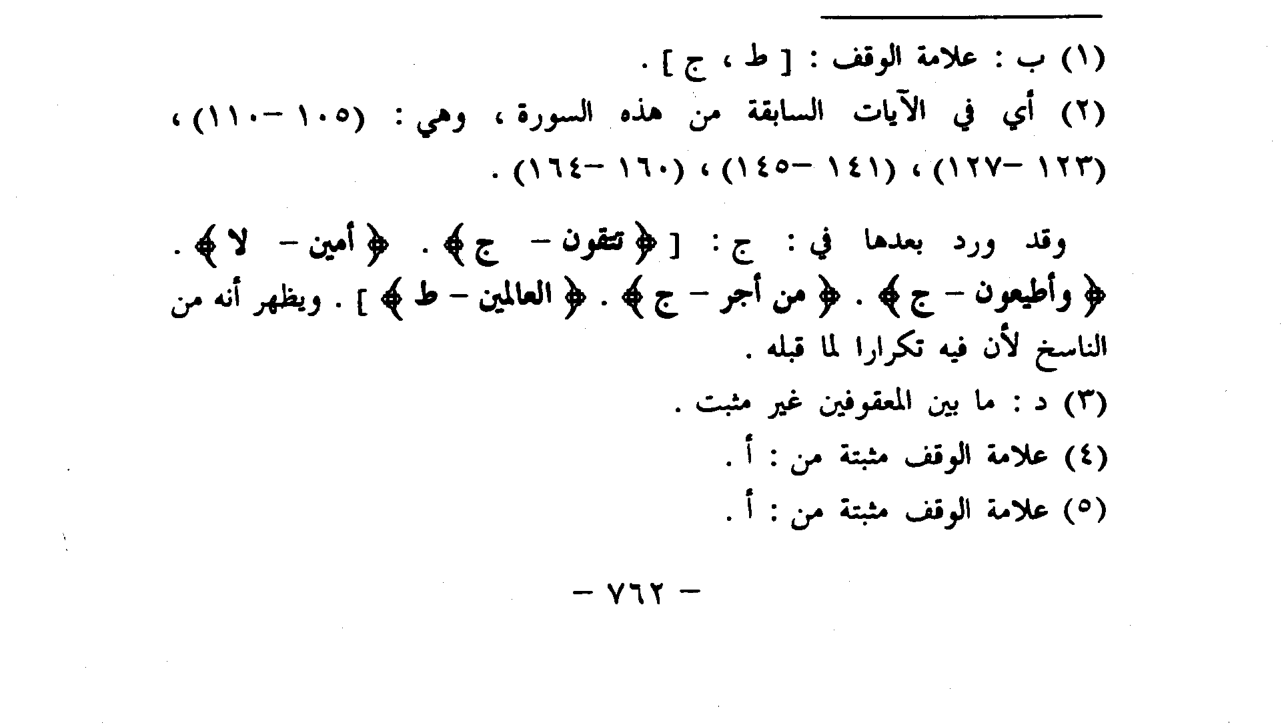 (١) ب : علامة الوقف : [ ط ، ج ] .
(٢) أي في الآيات السابقة من هذه السورة ، وهي : (١٠٥ –١١٠) ،
(١٢٣ –١٢٧) ، (١٤١ –١٤٥) ، (١٦٠ –١٦٤) .
وقد ورد بعدها في : ج : [ ﴿ تتقون – ج ﴾ . ﴿ أمين – لا ﴾ .
﴿ وأطيعون – ج ﴾ . ﴿ من أجر – ج ﴾ . ﴿ العالمين – ط ﴾ ] . ويظهر أنه من
الناسخ لأن فيه تكرارا لما قبله .
(٣) د : ما بين المعقوفين غير مثبت .
(٤) علامة الوقف مثبتة من : أ .
(٥) علامة الوقف مثبتة من : أ .
– ٧٦٢ –